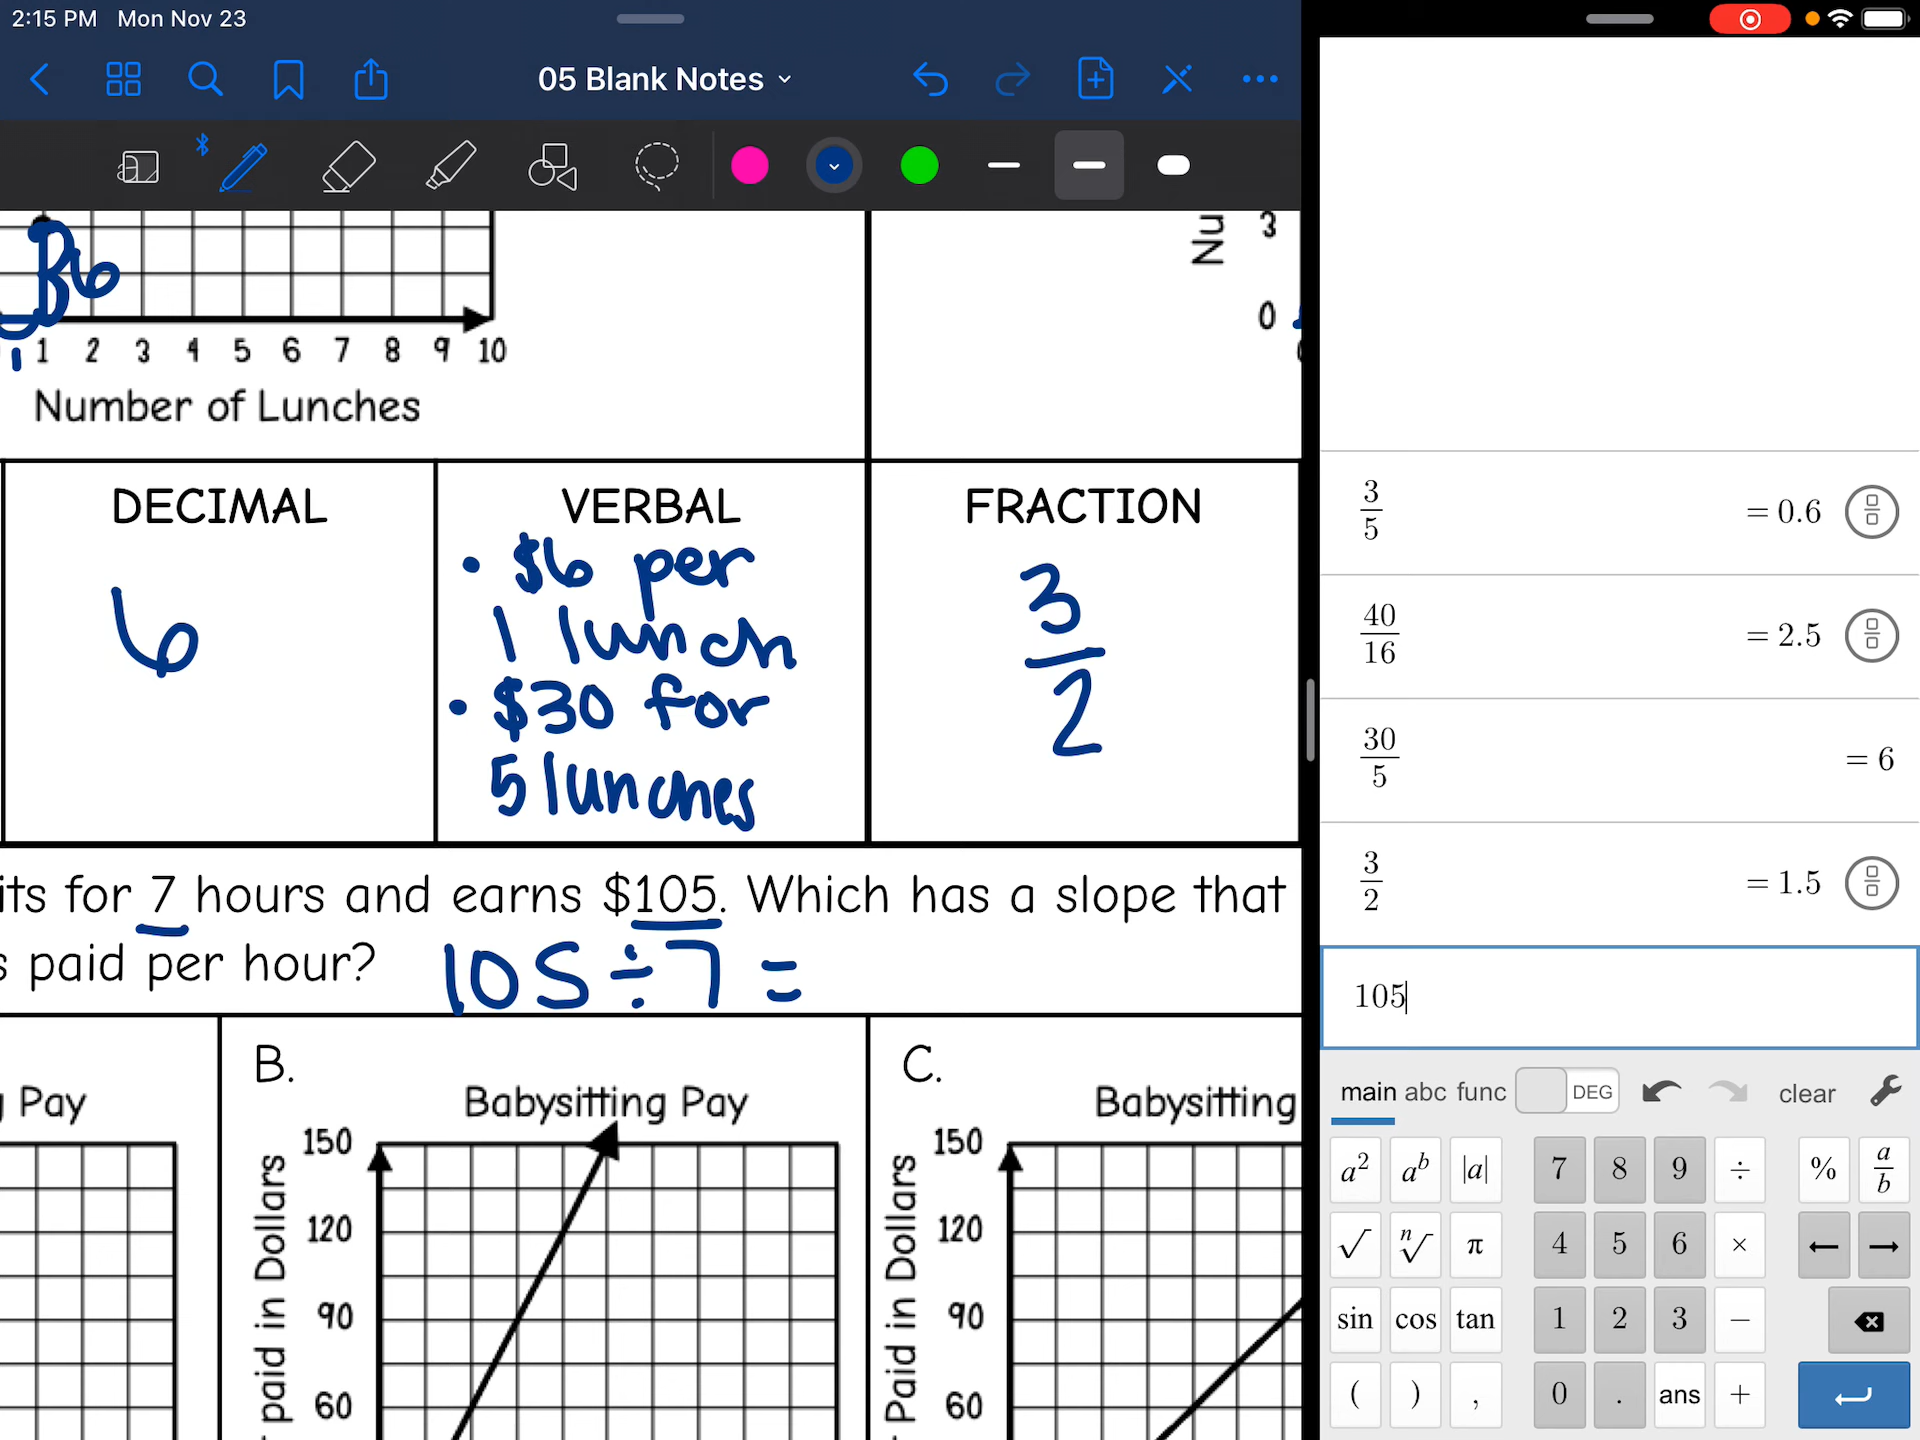 2:15 PM Mon Nov 23
05 Blank Notes
a
$6
1
1 2 3 4 5 6 7 8 9 10
Number of Lunches
Nu
3
0
DECIMAL
6
VERBAL
• $6 per
1 lunch
• $30 for
5 lunches
FRACTION
3
2
its for 7 hours and earns $105. Which has a slope that
s paid per hour?
105 ÷ 7 =
g Pay
B.
Babysitting Pay
150
120
90
60
paid in Dollars
C.
Babysitting
150
120
90
60
Paid in Dollars
3/5 = 0.6
40/16 = 2.5
30/5 = 6
3/2 = 1.5
105
main abc func DEG clear
a² aᵇ |a| 7 8 9 ÷ % a/b
√ ⁿ√ π 4 5 6 × ← →
sin cos tan 1 2 3 −
( ) , 0 . ans +